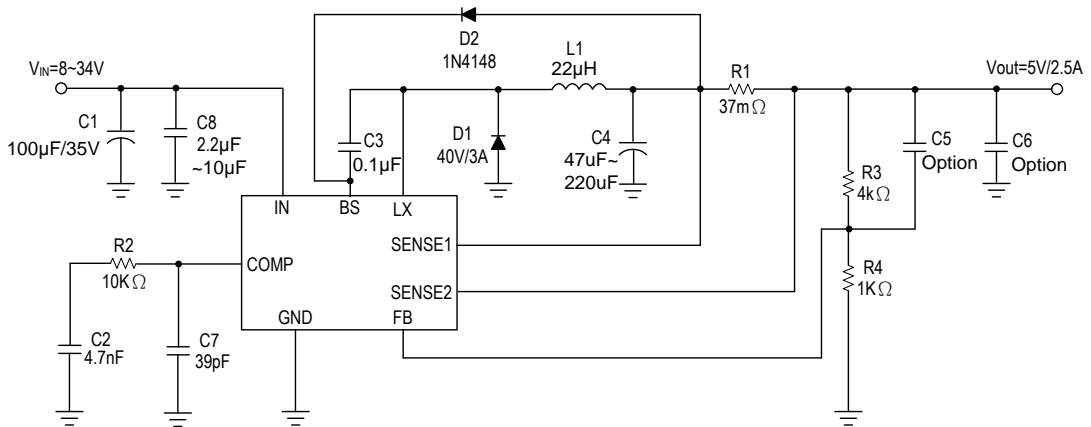 D2
1N4148
L1
22μH
R1
37mΩ
VIN=8~34V
Vout=5V/2.5A
C1
100μF/35V
C8
2.2μF
~10μF
C3
0.1μF
D1
40V/3A
C4
47uF~
220uF
C5
Option
C6
Option
R3
4kΩ
IN
BS
LX
SENSE1
R2
10KΩ
COMP
R4
1KΩ
SENSE2
GND
FB
C2
4.7nF
C7
39pF